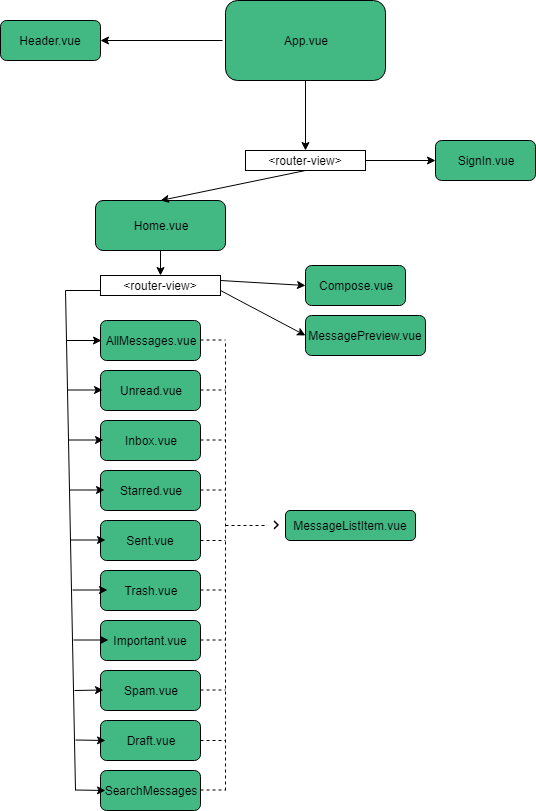 App.vue
Header.vue
<router-view>
SignIn.vue
Home.vue
<router-view>
Compose.vue
MessagePreview.vue
AllMessages.vue
Unread.vue
Inbox.vue
Starred.vue
MessageListItem.vue
Sent.vue
Trash.vue
Important.vue
Spam.vue
Draft.vue
SearchMessages